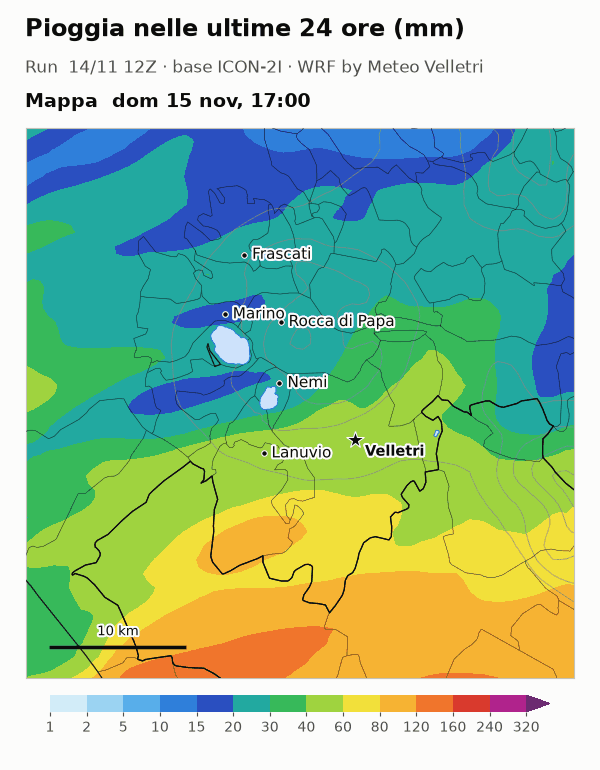 Pioggia nelle ultime 24 ore (mm)
Run 14/11 12Z · base ICON-2I · WRF by Meteo Velletri
Mappa dom 15 nov, 17:00
Frascati
Marino
Rocca di Papa
Nemi
Velletri
Lanuvio
10 km
1 2 5 10 15 20 30 40 60 80 120 160 240 320